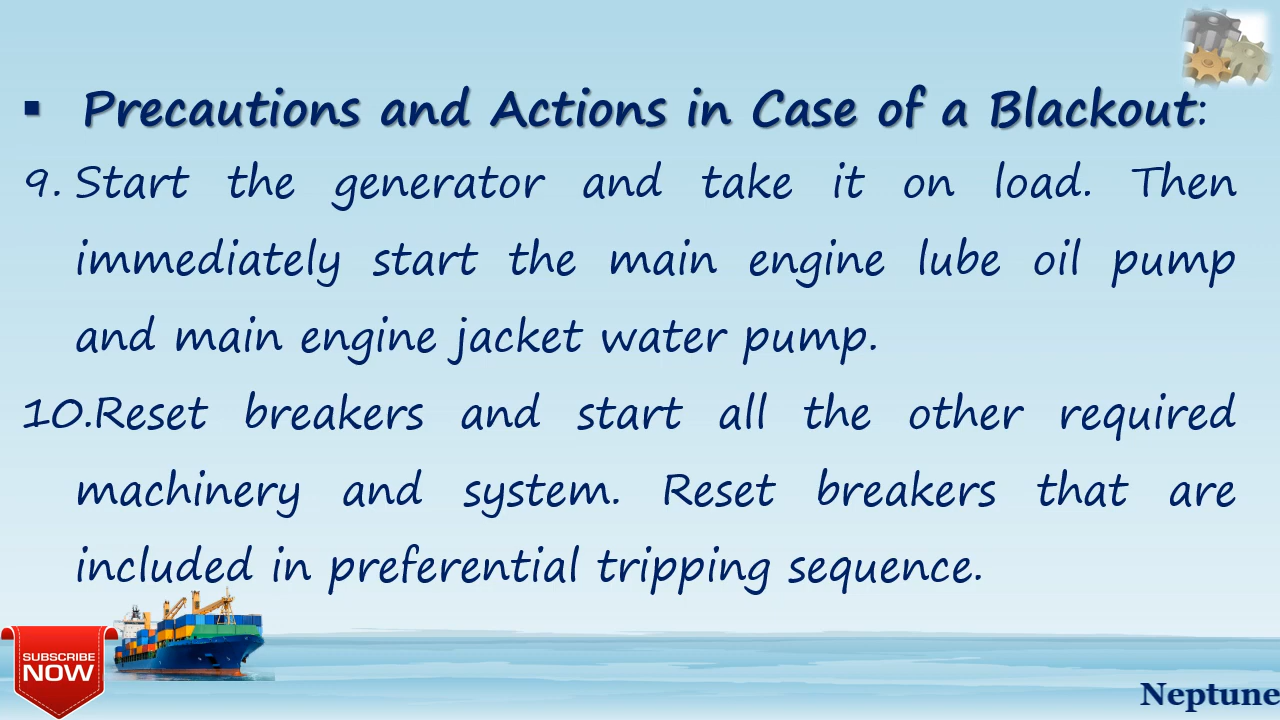 ▪ Precautions and Actions in Case of a Blackout:
9. Start the generator and take it on load. Then
immediately start the main engine lube oil pump
and main engine jacket water pump.
10.Reset breakers and start all the other required
machinery and system. Reset breakers that are
included in preferential tripping sequence.
SUBSCRIBE
NOW
Neptune